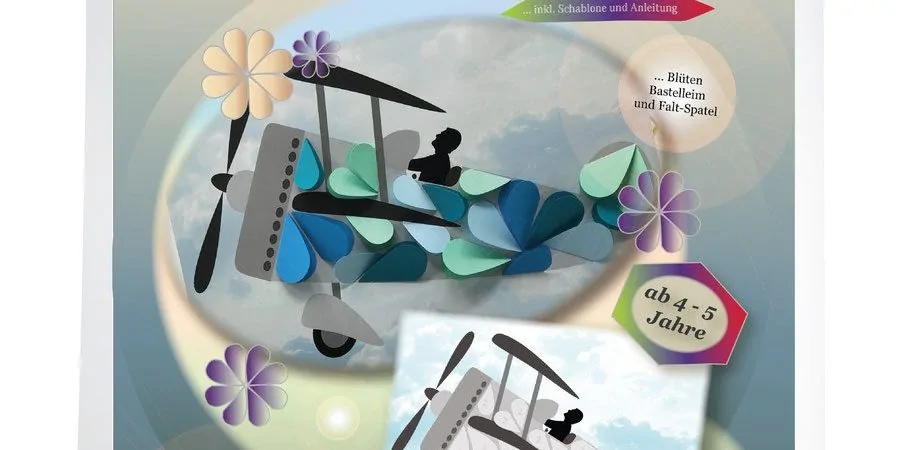 ... inkl. Schablone und Anleitung
... Blüten
Bastelleim
und Falt-Spatel
ab 4 - 5
Jahre